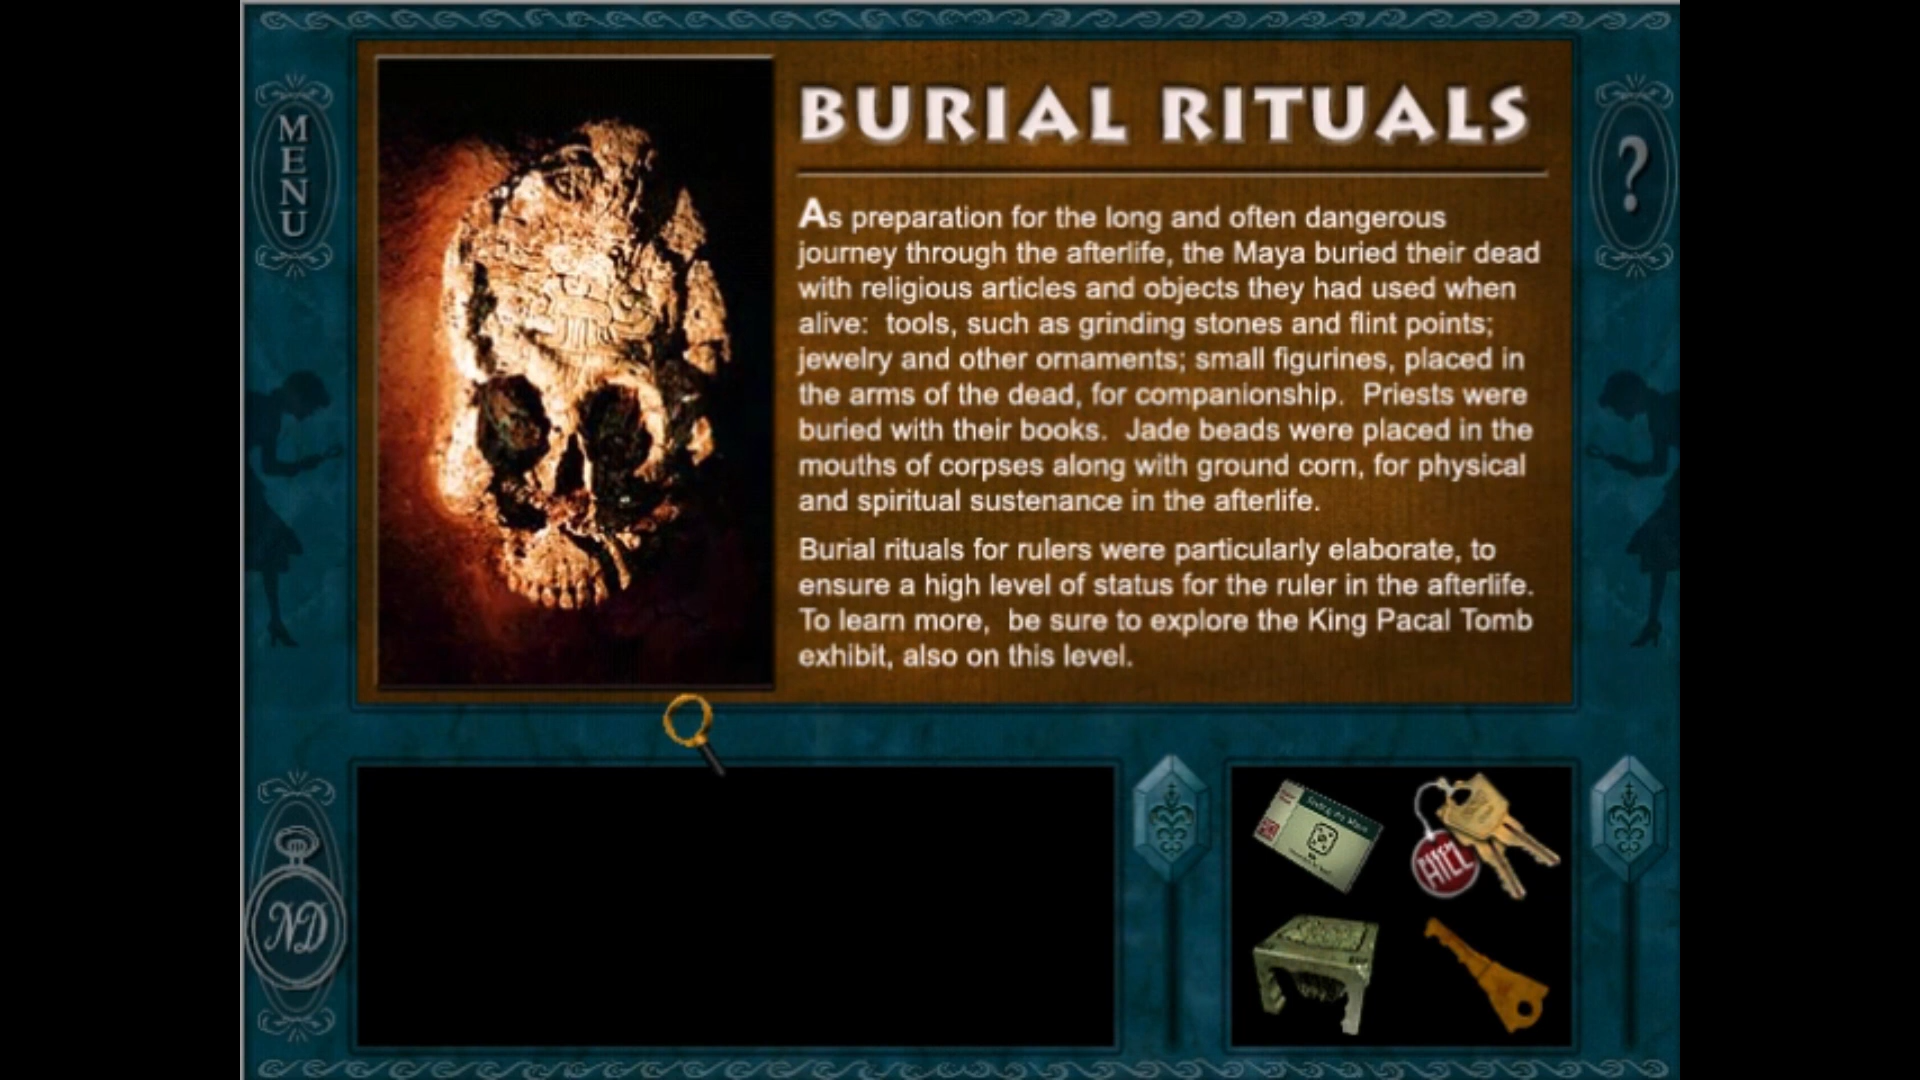 MENU
BURIAL RITUALS
?
As preparation for the long and often dangerous
journey through the afterlife, the Maya buried their dead
with religious articles and objects they had used when
alive:  tools, such as grinding stones and flint points;
jewelry and other ornaments; small figurines, placed in
the arms of the dead, for companionship.  Priests were
buried with their books.  Jade beads were placed in the
mouths of corpses along with ground corn, for physical
and spiritual sustenance in the afterlife.
Burial rituals for rulers were particularly elaborate, to
ensure a high level of status for the ruler in the afterlife.
To learn more,  be sure to explore the King Pacal Tomb
exhibit, also on this level.
ND
HILL